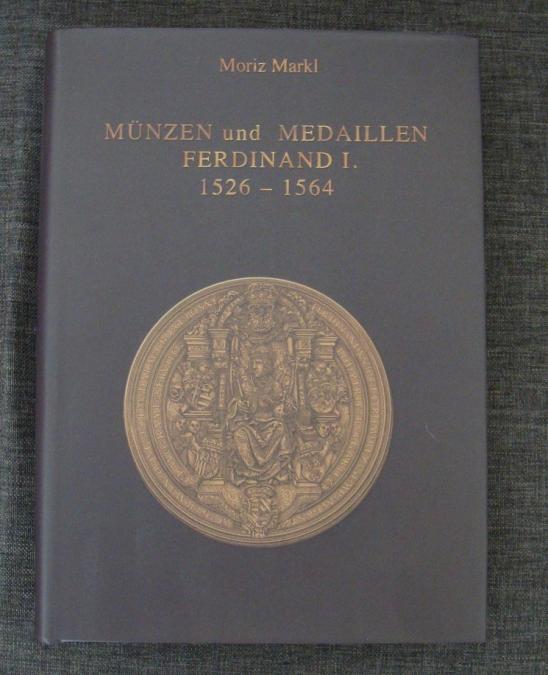 Moriz Markl
MÜNZEN und MEDAILLEN
FERDINAND I.
1526 – 1564